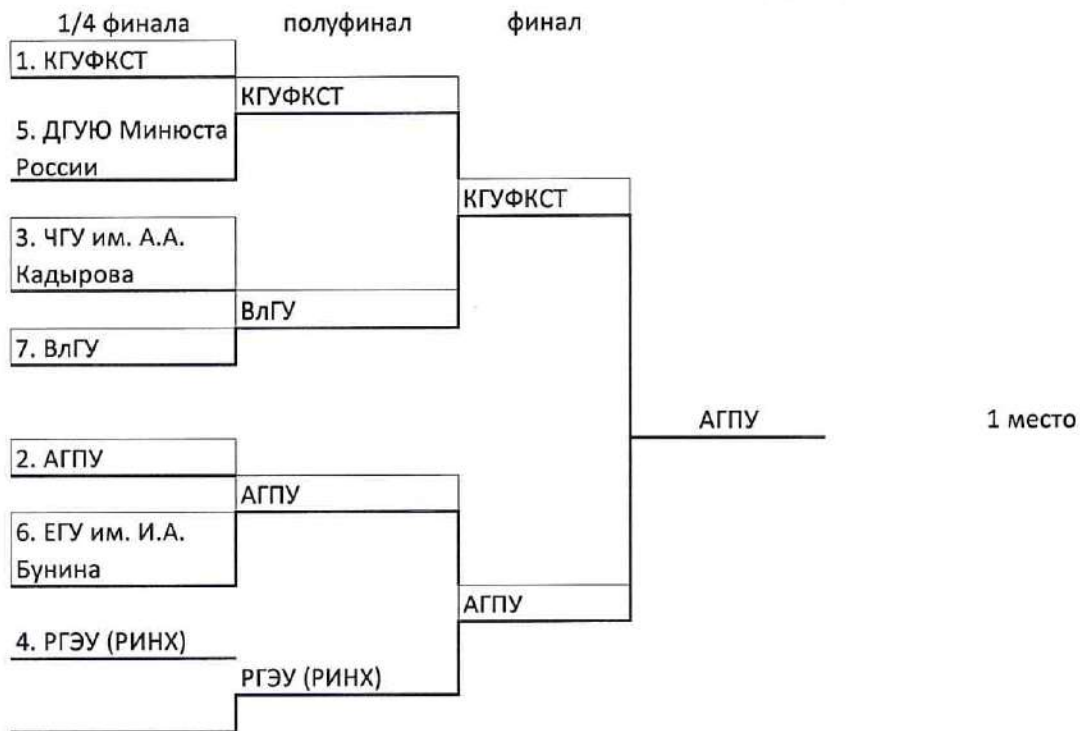 1/4 финала полуфинал финал
1. КГУФКСТ
КГУФКСТ
5. ДГУЮ Минюста
России
КГУФКСТ
3. ЧГУ им. А.А.
Кадырова
ВлГУ
7. ВлГУ
АГПУ 1 место
2. АГПУ
АГПУ
6. ЕГУ им. И.А.
Бунина
АГПУ
4. РГЭУ (РИНХ)
РГЭУ (РИНХ)